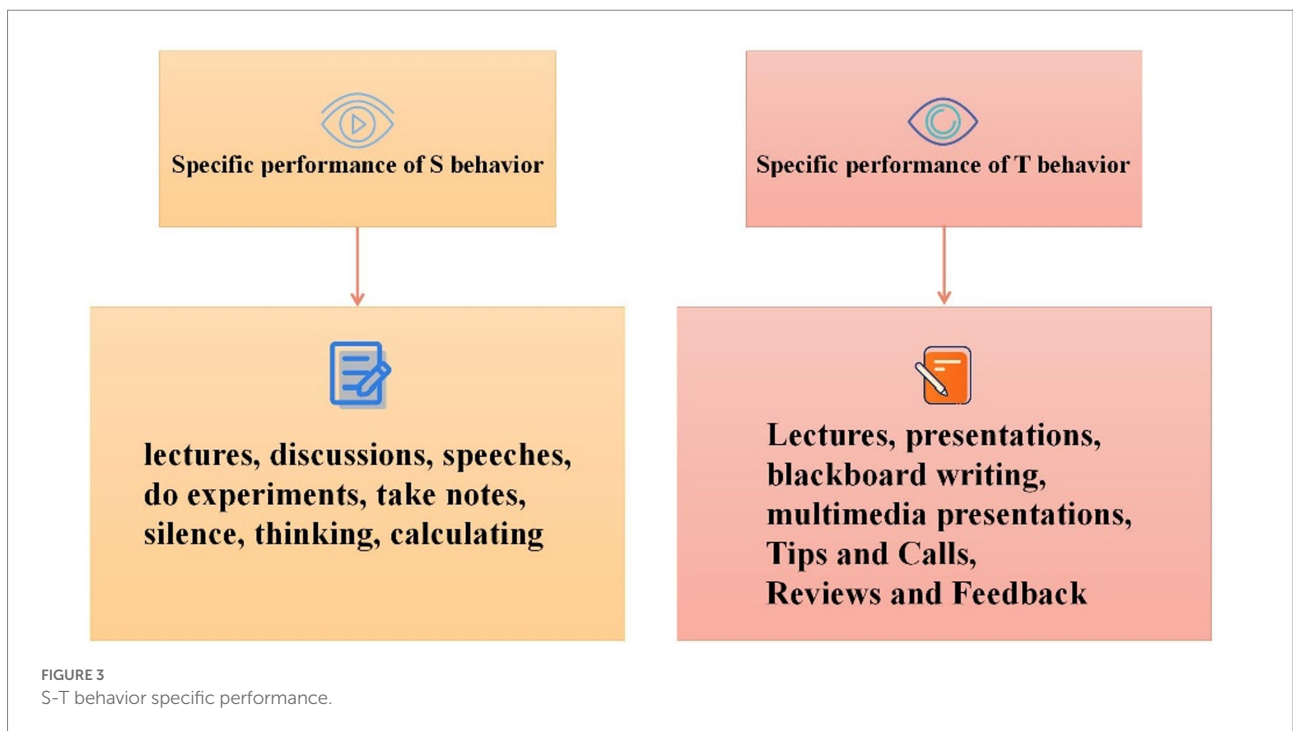 Specific performance of S behavior
Specific performance of T behavior
lectures, discussions, speeches,
do experiments, take notes,
silence, thinking, calculating
Lectures, presentations,
blackboard writing,
multimedia presentations,
Tips and Calls,
Reviews and Feedback
FIGURE 3
S-T behavior specific performance.